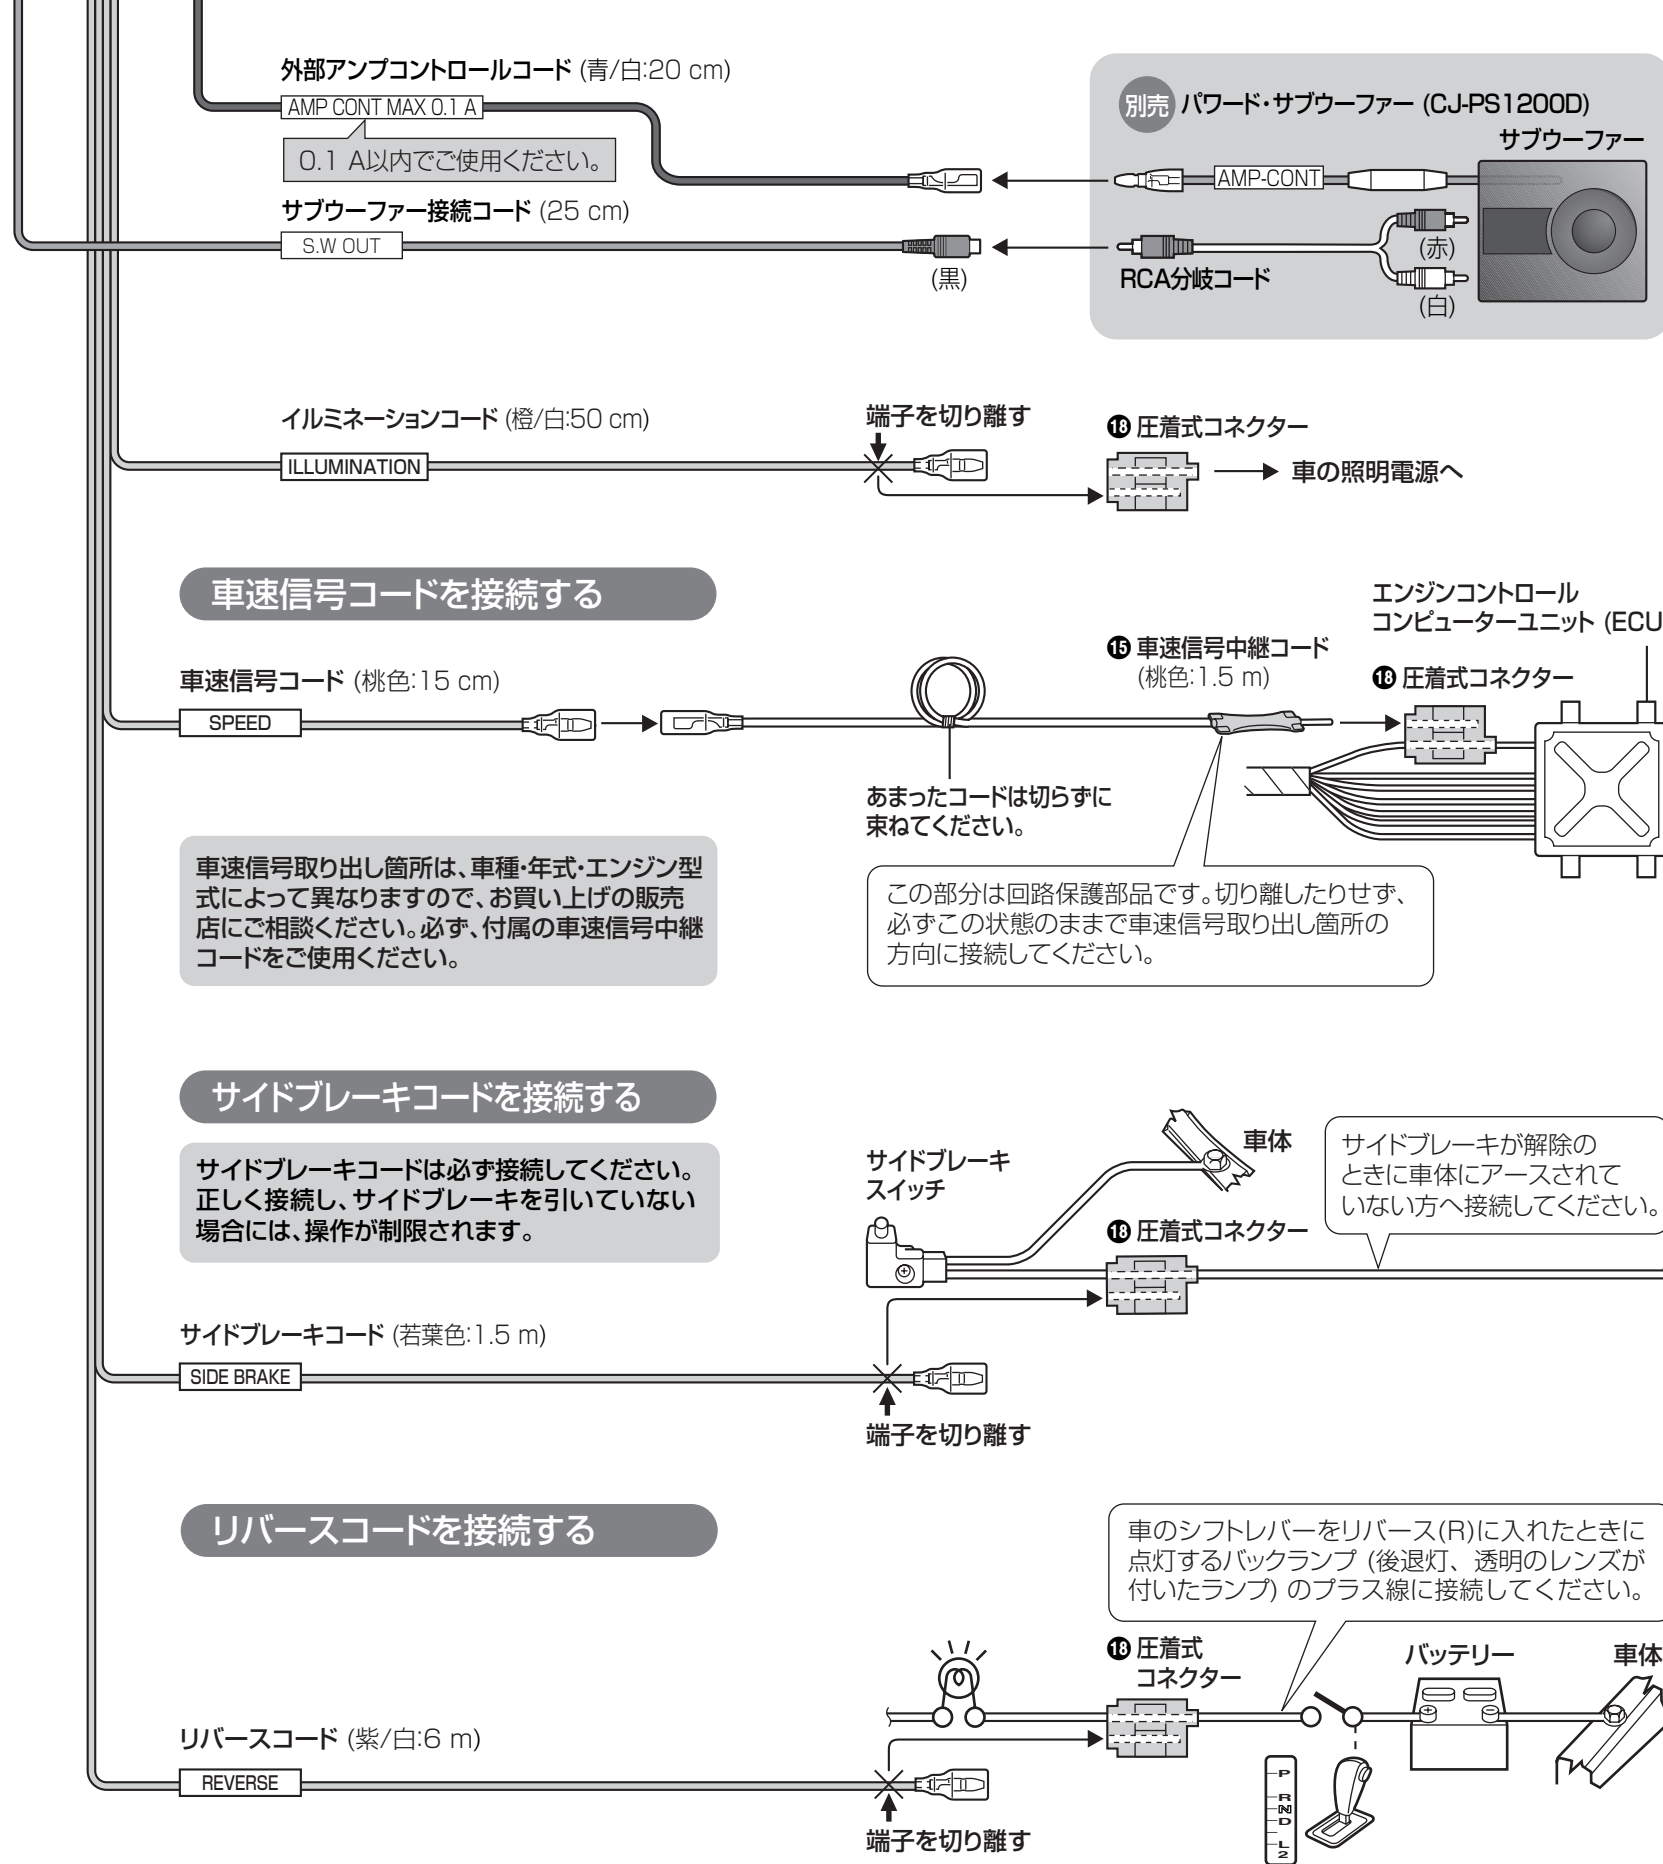 外部アンプコントロールコード (青/白:20 cm)
AMP CONT MAX 0.1 A
0.1 A以内でご使用ください。
別売 パワード・サブウーファー (CJ-PS1200D)
サブウーファー
AMP-CONT
サブウーファー接続コード (25 cm)
S.W OUT
(黒)
RCA分岐コード
(赤)
(白)
イルミネーションコード (橙/白:50 cm)
ILLUMINATION
端子を切り離す
⓲ 圧着式コネクター
車の照明電源へ
車速信号コードを接続する
エンジンコントロール
コンピューターユニット (ECU
⓯ 車速信号中継コード
(桃色:1.5 m)
⓲ 圧着式コネクター
車速信号コード (桃色:15 cm)
SPEED
あまったコードは切らずに
束ねてください。
車速信号取り出し箇所は、車種・年式・エンジン型
式によって異なりますので、お買い上げの販売
店にご相談ください。必ず、付属の車速信号中継
コードをご使用ください。
この部分は回路保護部品です。切り離したりせず、
必ずこの状態のままで車速信号取り出し箇所の
方向に接続してください。
サイドブレーキコードを接続する
サイドブレーキコードは必ず接続してください。
正しく接続し、サイドブレーキを引いていない
場合には、操作が制限されます。
サイドブレーキ
スイッチ
車体
サイドブレーキが解除の
ときに車体にアースされて
いない方へ接続してください。
⓲ 圧着式コネクター
サイドブレーキコード (若葉色:1.5 m)
SIDE BRAKE
端子を切り離す
リバースコードを接続する
車のシフトレバーをリバース(R)に入れたときに
点灯するバックランプ (後退灯、透明のレンズが
付いたランプ) のプラス線に接続してください。
⓲ 圧着式
コネクター
バッテリー
車体
リバースコード (紫/白:6 m)
REVERSE
端子を切り離す
P
R
N
D
L
2